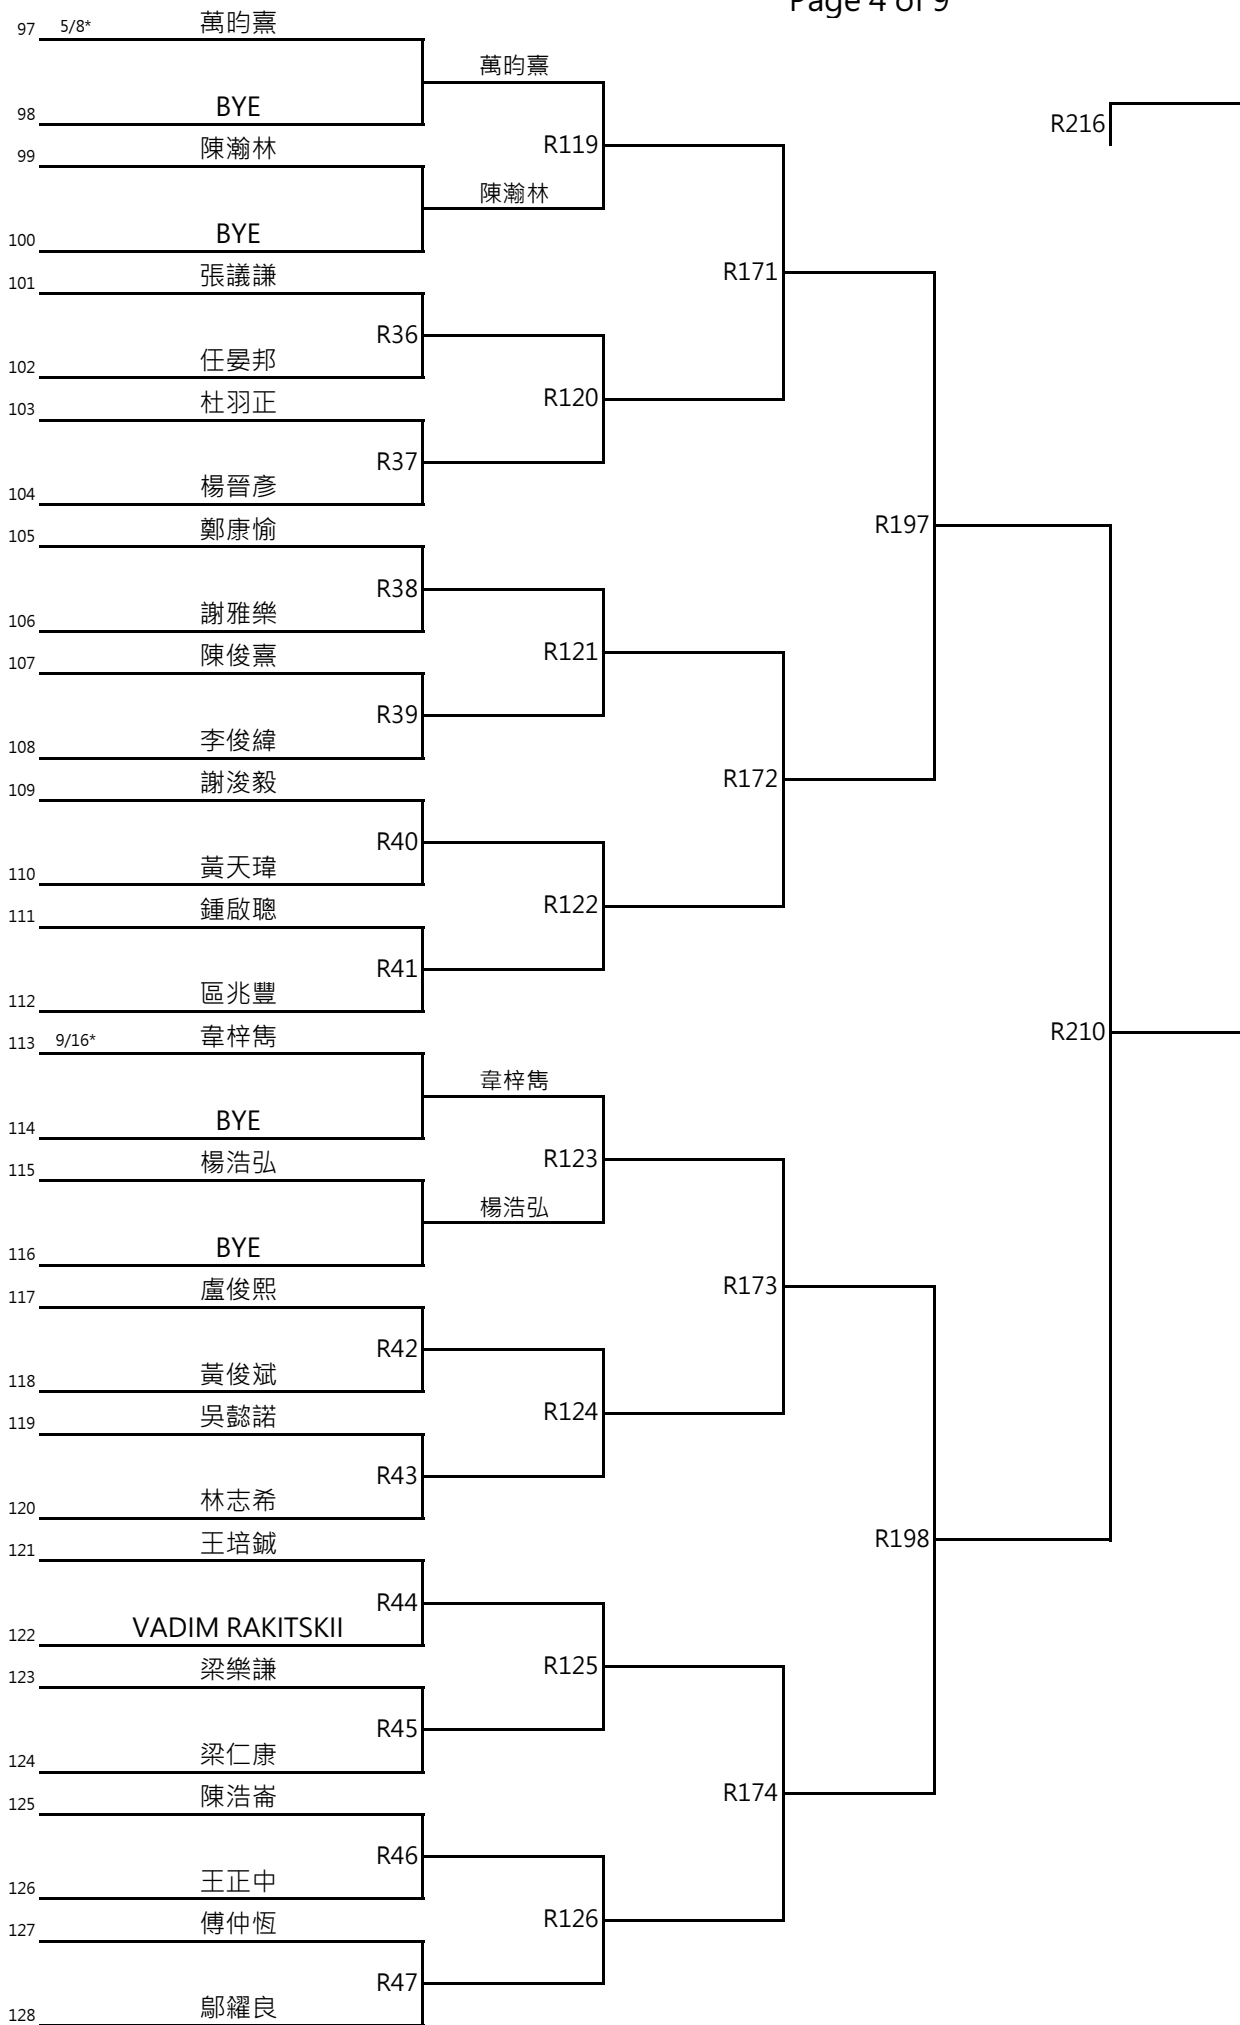 Page 4 of 9
97 5/8* 萬昀熹
萬昀熹
98 BYE
R216
99 陳瀚林
R119
陳瀚林
100 BYE
101 張議謙
R171
R36
102 任晏邦
103 杜羽正
R120
R37
104 楊晉彥
105 鄭康愉
R197
R38
106 謝雅樂
107 陳俊熹
R121
R39
108 李俊緯
109 謝浚毅
R172
R40
110 黃天瑋
111 鍾啟聰
R122
R41
112 區兆豐
113 9/16* 韋梓雋
R210
韋梓雋
114 BYE
115 楊浩弘
R123
楊浩弘
116 BYE
117 盧俊熙
R173
R42
118 黃俊斌
119 吳懿諾
R124
R43
120 林志希
121 王培鋮
R198
R44
122 VADIM RAKITSKII
123 梁樂謙
R125
R45
124 梁仁康
125 陳浩崙
R174
R46
126 王正中
127 傅仲恆
R126
R47
128 鄔糴良